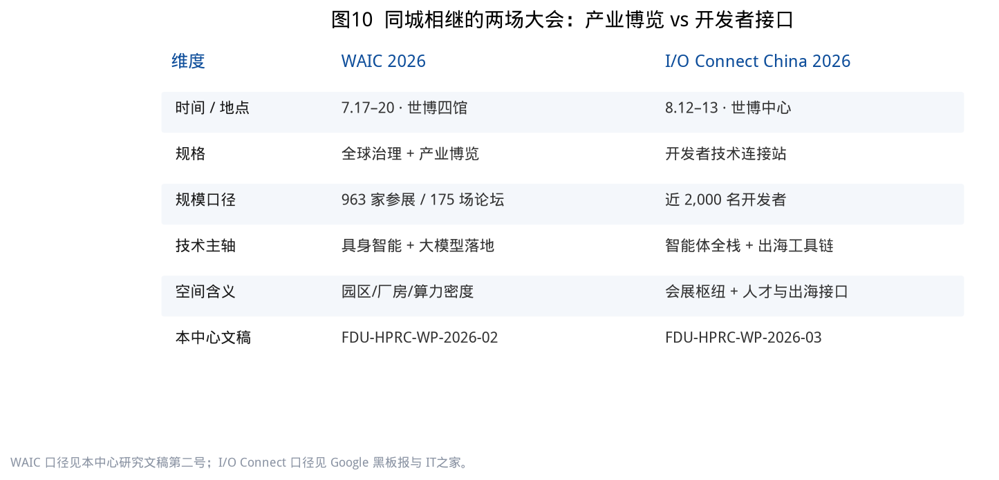 图10 同城相继的两场大会：产业博览 vs 开发者接口
维度 WAIC 2026 I/O Connect China 2026
时间 / 地点 7.17–20 · 世博四馆 8.12–13 · 世博中心
规格 全球治理 + 产业博览 开发者技术连接站
规模口径 963 家参展 / 175 场论坛 近 2,000 名开发者
技术主轴 具身智能 + 大模型落地 智能体全栈 + 出海工具链
空间含义 园区/厂房/算力密度 会展枢纽 + 人才与出海接口
本中心文稿 FDU-HPRC-WP-2026-02 FDU-HPRC-WP-2026-03
WAIC 口径见本中心研究文稿第二号；I/O Connect 口径见 Google 黑板报与 IT之家。